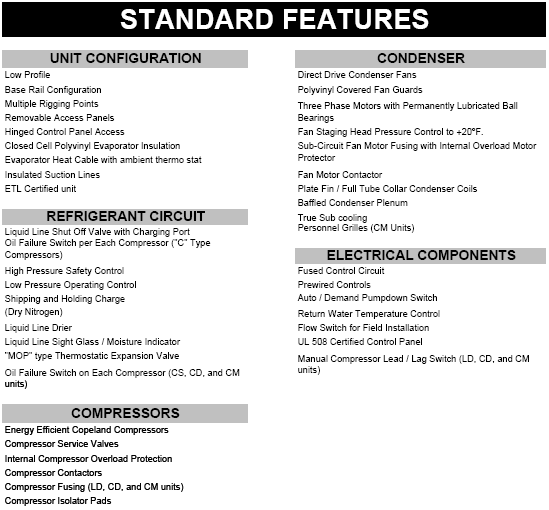 STANDARD FEATURES
UNIT CONFIGURATION
Low Profile
Base Rail Configuration
Multiple Rigging Points
Removable Access Panels
Hinged Control Panel Access
Closed Cell Polyvinyl Evaporator Insulation
Evaporator Heat Cable with ambient thermo stat
Insulated Suction Lines
ETL Certified unit
REFRIGERANT CIRCUIT
Liquid Line Shut Off Valve with Charging Port
Oil Failure Switch per Each Compressor ("C" Type
Compressors)
High Pressure Safety Control
Low Pressure Operating Control
Shipping and Holding Charge
(Dry Nitrogen)
Liquid Line Drier
Liquid Line Sight Glass / Moisture Indicator
"MOP" type Thermostatic Expansion Valve
Oil Failure Switch on Each Compressor (CS, CD, and CM
units)
COMPRESSORS
Energy Efficient Copeland Compressors
Compressor Service Valves
Internal Compressor Overload Protection
Compressor Contactors
Compressor Fusing (LD, CD, and CM units)
Compressor Isolator Pads
CONDENSER
Direct Drive Condenser Fans
Polyvinyl Covered Fan Guards
Three Phase Motors with Permanently Lubricated Ball
Bearings
Fan Staging Head Pressure Control to +20°F.
Sub-Circuit Fan Motor Fusing with Internal Overload Motor
Protector
Fan Motor Contactor
Plate Fin / Full Tube Collar Condenser Coils
Baffled Condenser Plenum
True Sub cooling
Personnel Grilles (CM Units)
ELECTRICAL COMPONENTS
Fused Control Circuit
Prewired Controls
Auto / Demand Pumpdown Switch
Return Water Temperature Control
Flow Switch for Field Installation
UL 508 Certified Control Panel
Manual Compressor Lead / Lag Switch (LD, CD, and CM
units)